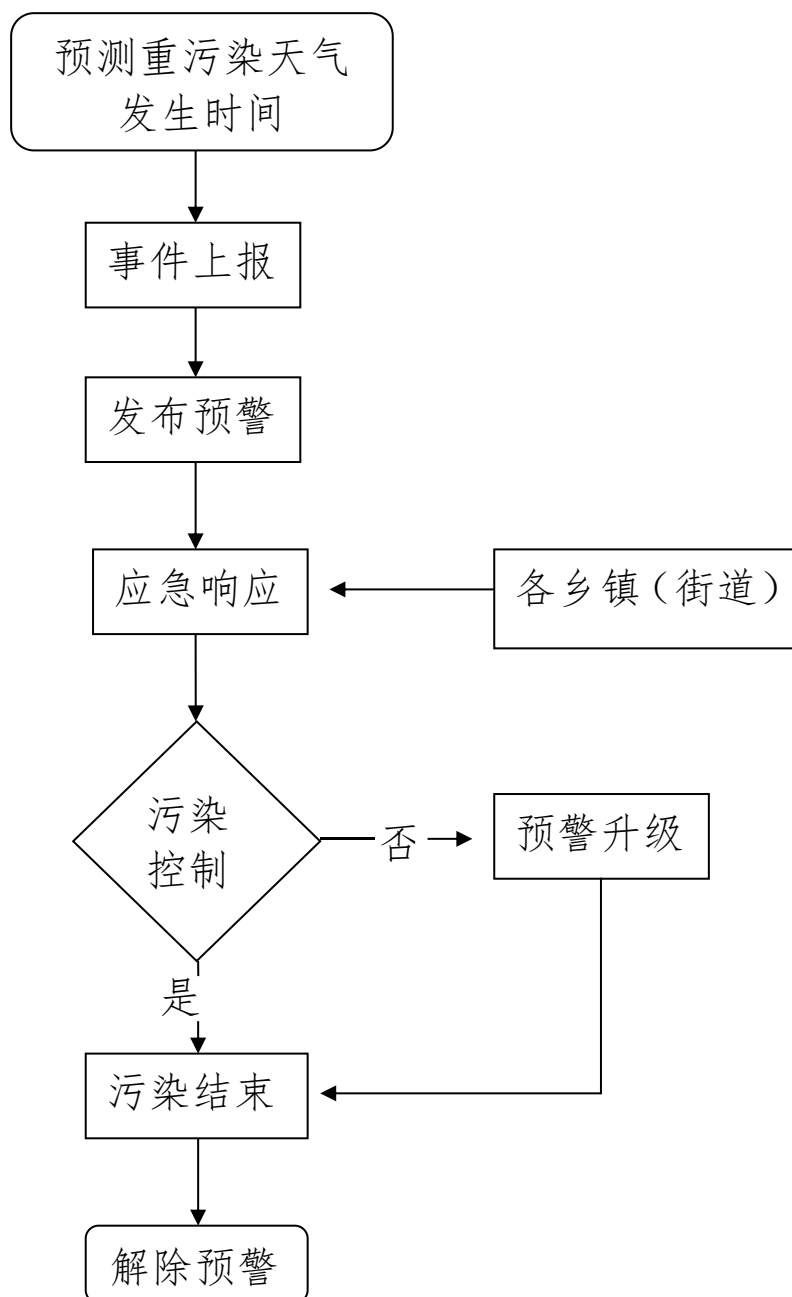 预测重污染天气
发生时间
事件上报
发布预警
应急响应
各乡镇（街道）
污染
控制
否
预警升级
是
污染结束
解除预警